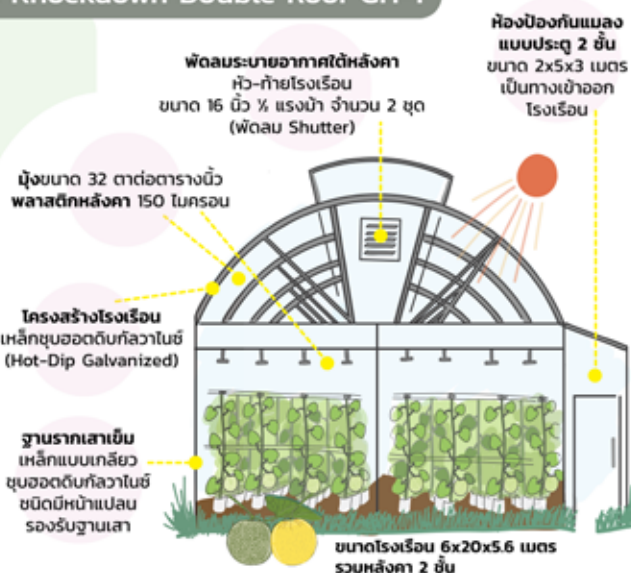 Knockdown Double Roof GH-1
ห้องป้องกันแมลง
แบบประตู 2 ชั้น
ขนาด 2x5x3 เมตร
เป็นทางเข้าออก
โรงเรือน
พัดลมระบายอากาศใต้หลังคา
หัว-ท้ายโรงเรือน
ขนาด 16 นิ้ว ½ แรงม้า จำนวน 2 ชุด
(พัดลม Shutter)
มุ้งขนาด 32 ตาต่อตารางนิ้ว
พลาสติกหลังคา 150 ไมครอน
โครงสร้างโรงเรือน
เหล็กชุบฮอตดิบกัลวาไนซ์
(Hot-Dip Galvanized)
ฐานรากเสาเข็ม
เหล็กแบบเกลียว
ชุบฮอตดิบกัลวาไนซ์
ชนิดมีหน้าแปลน
รองรับฐานเสา
ขนาดโรงเรือน 6x20x5.6 เมตร
รวมหลังคา 2 ชั้น